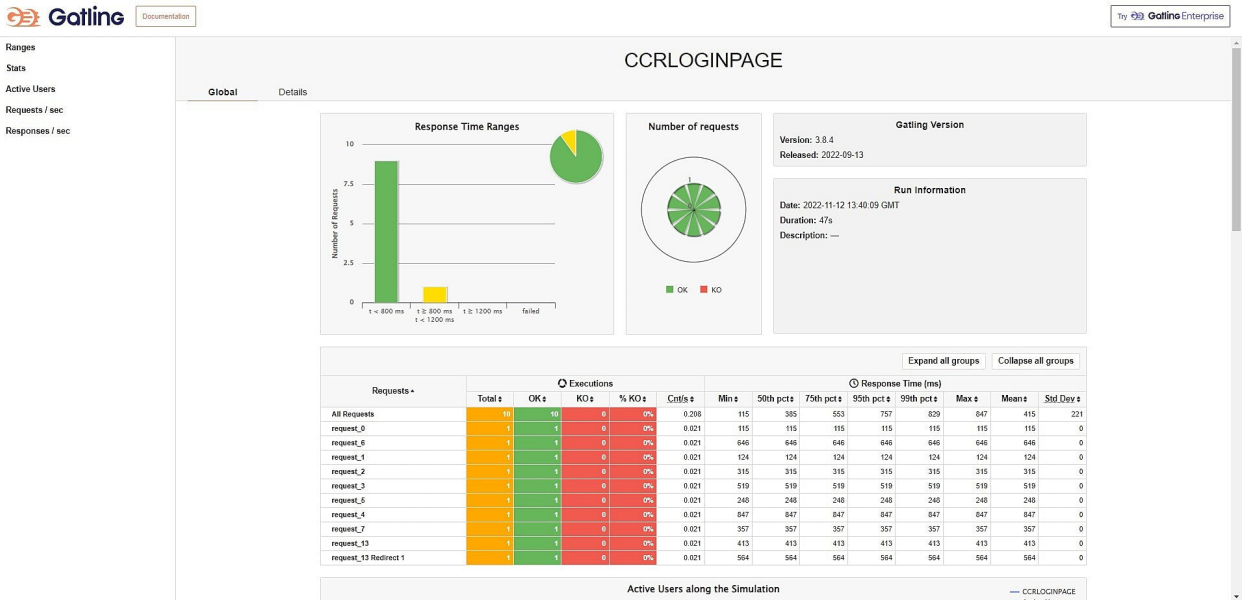 Gatling
Documentation
Try Gatling Enterprise
Ranges
Stats
Active Users
Requests / sec
Responses / sec
CCRLOGINPAGE
Global Details
Response Time Ranges
Number of Requests
10
7.5
5
2.5
0
t < 800 ms
t ≥ 800 ms
t < 1200 ms
t ≥ 1200 ms
failed
Number of requests
1
0
OK KO
Gatling Version
Version: 3.8.4
Released: 2022-09-13
Run Information
Date: 2022-11-12 13:40:09 GMT
Duration: 47s
Description: —
Expand all groups Collapse all groups
Requests Executions Response Time (ms)
Total OK KO % KO Cnt/s Min 50th pct 75th pct 95th pct 99th pct Max Mean Std Dev
All Requests 10 10 0 0% 0.208 115 385 553 757 829 847 415 221
request_0 1 1 0 0% 0.021 115 115 115 115 115 115 115 0
request_6 1 1 0 0% 0.021 646 646 646 646 646 646 646 0
request_1 1 1 0 0% 0.021 124 124 124 124 124 124 124 0
request_2 1 1 0 0% 0.021 315 315 315 315 315 315 315 0
request_3 1 1 0 0% 0.021 519 519 519 519 519 519 519 0
request_5 1 1 0 0% 0.021 248 248 248 248 248 248 248 0
request_4 1 1 0 0% 0.021 847 847 847 847 847 847 847 0
request_7 1 1 0 0% 0.021 357 357 357 357 357 357 357 0
request_13 1 1 0 0% 0.021 413 413 413 413 413 413 413 0
request_13 Redirect 1 1 1 0 0% 0.021 564 564 564 564 564 564 564 0
Active Users along the Simulation
CCRLOGINPAGE